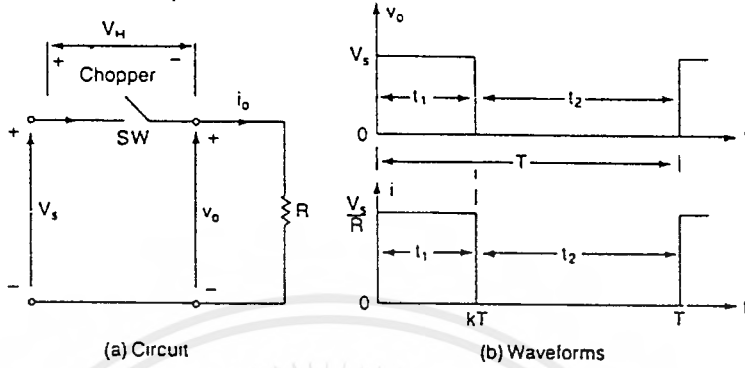 V_H
+ −
Chopper
SW
i_o
+
+
V_s
v_o
R
−
−
(a) Circuit
v_o
V_s
t_1
t_2
0
T
i
V_s
R
t_1
t_2
0
kT
T
(b) Waveforms